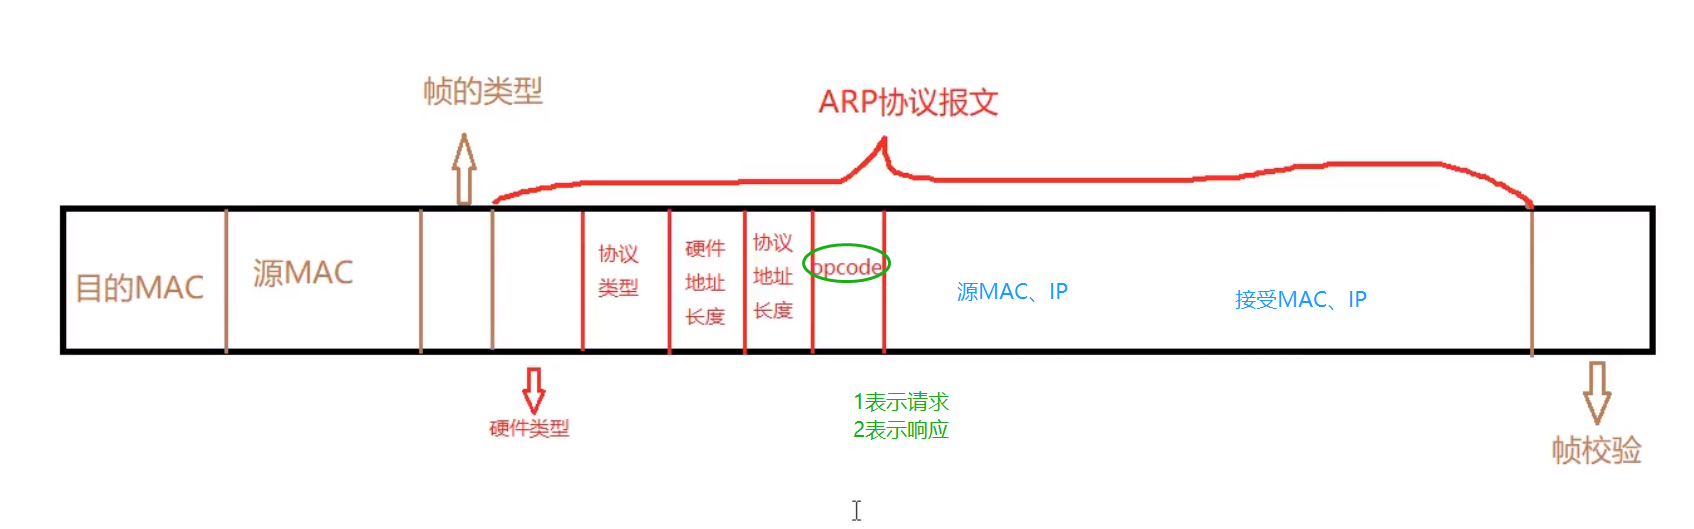 帧的类型
ARP协议报文
目的MAC
源MAC
协议
类型
硬件
地址
长度
协议
地址
长度
opcode
源MAC、IP
接受MAC、IP
硬件类型
1表示请求
2表示响应
帧校验